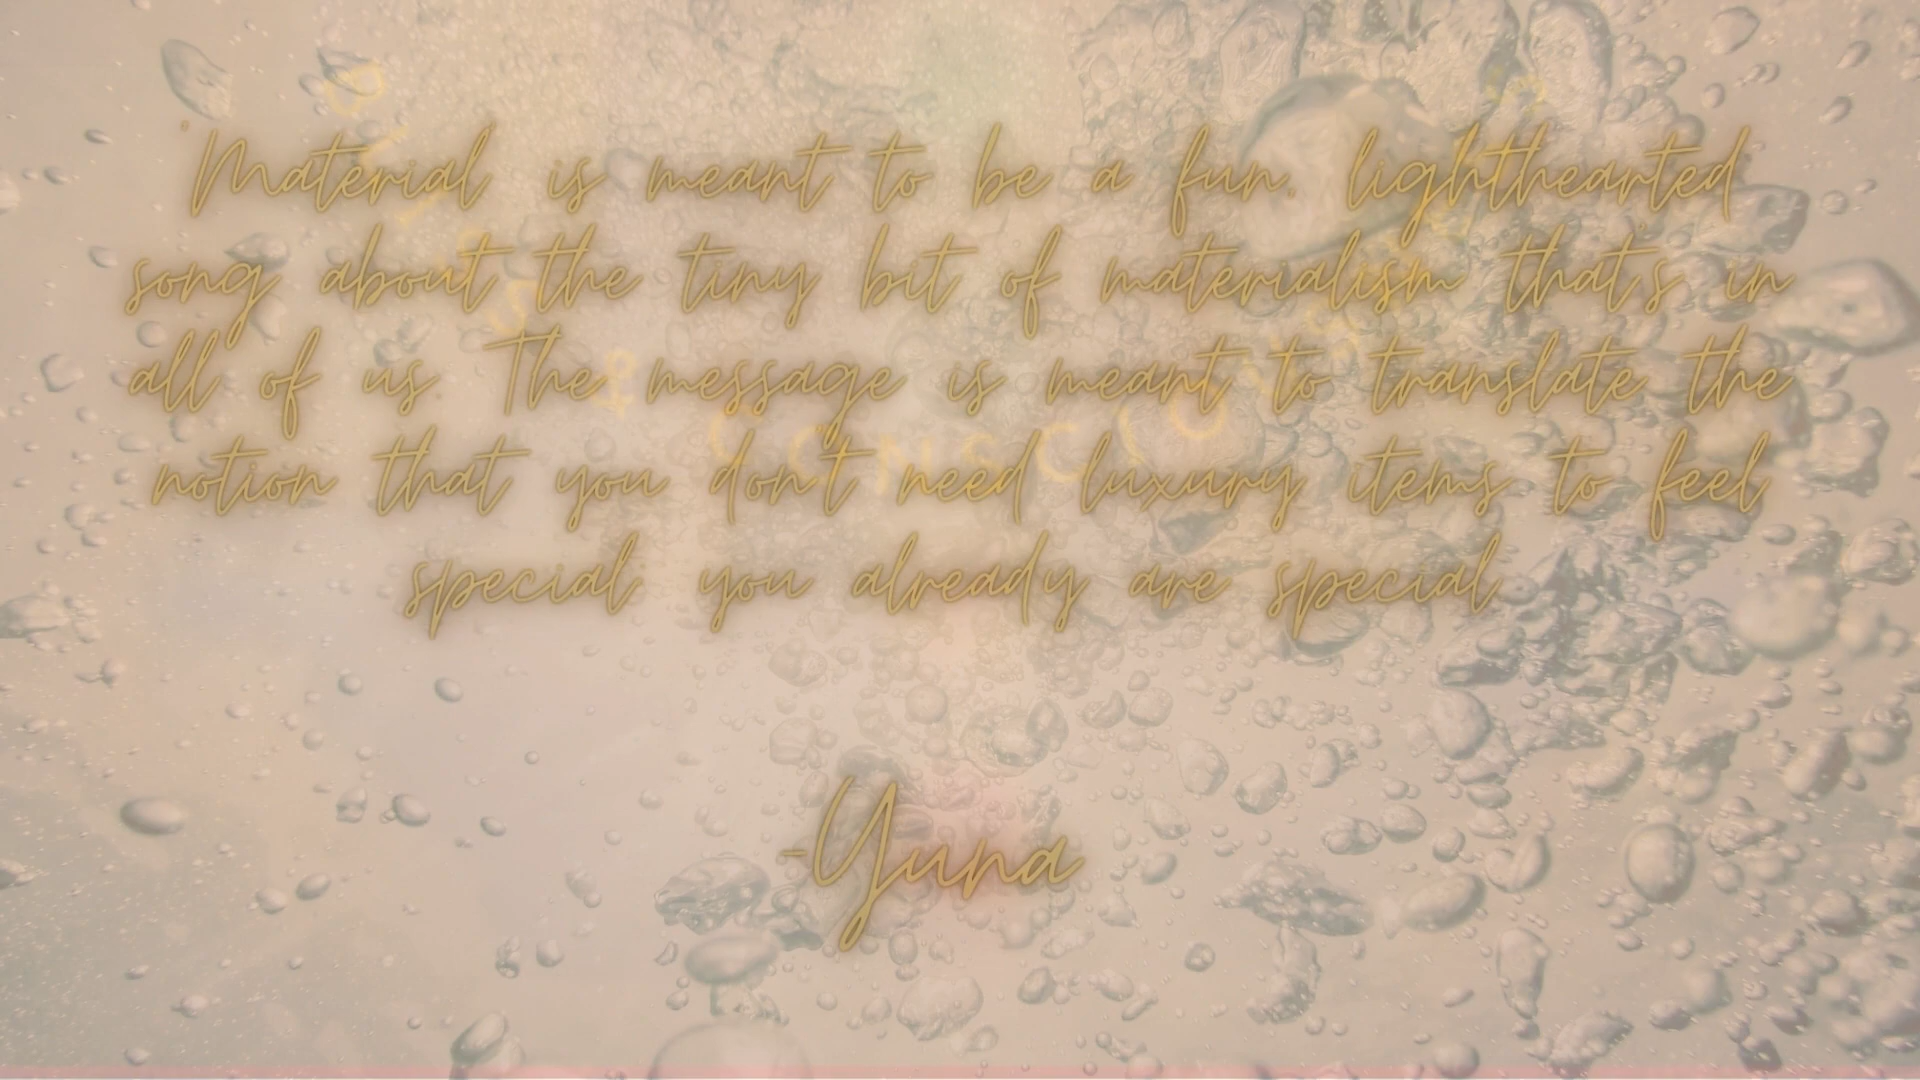 'Material is meant to be a fun, lighthearted
song about the tiny bit of materialism that's in
all of us. The message is meant to translate the
notion that you don't need luxury items to feel
special you already are special
-Yuna